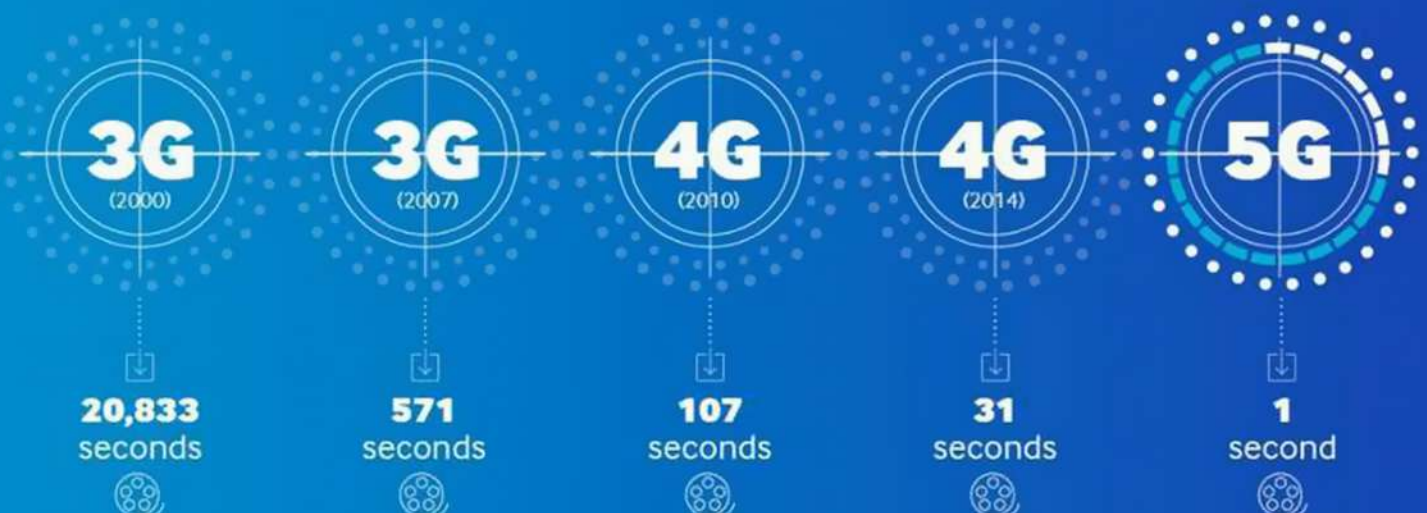 3G
(2000)
3G
(2007)
4G
(2010)
4G
(2014)
5G
20,833
seconds
571
seconds
107
seconds
31
seconds
1
second